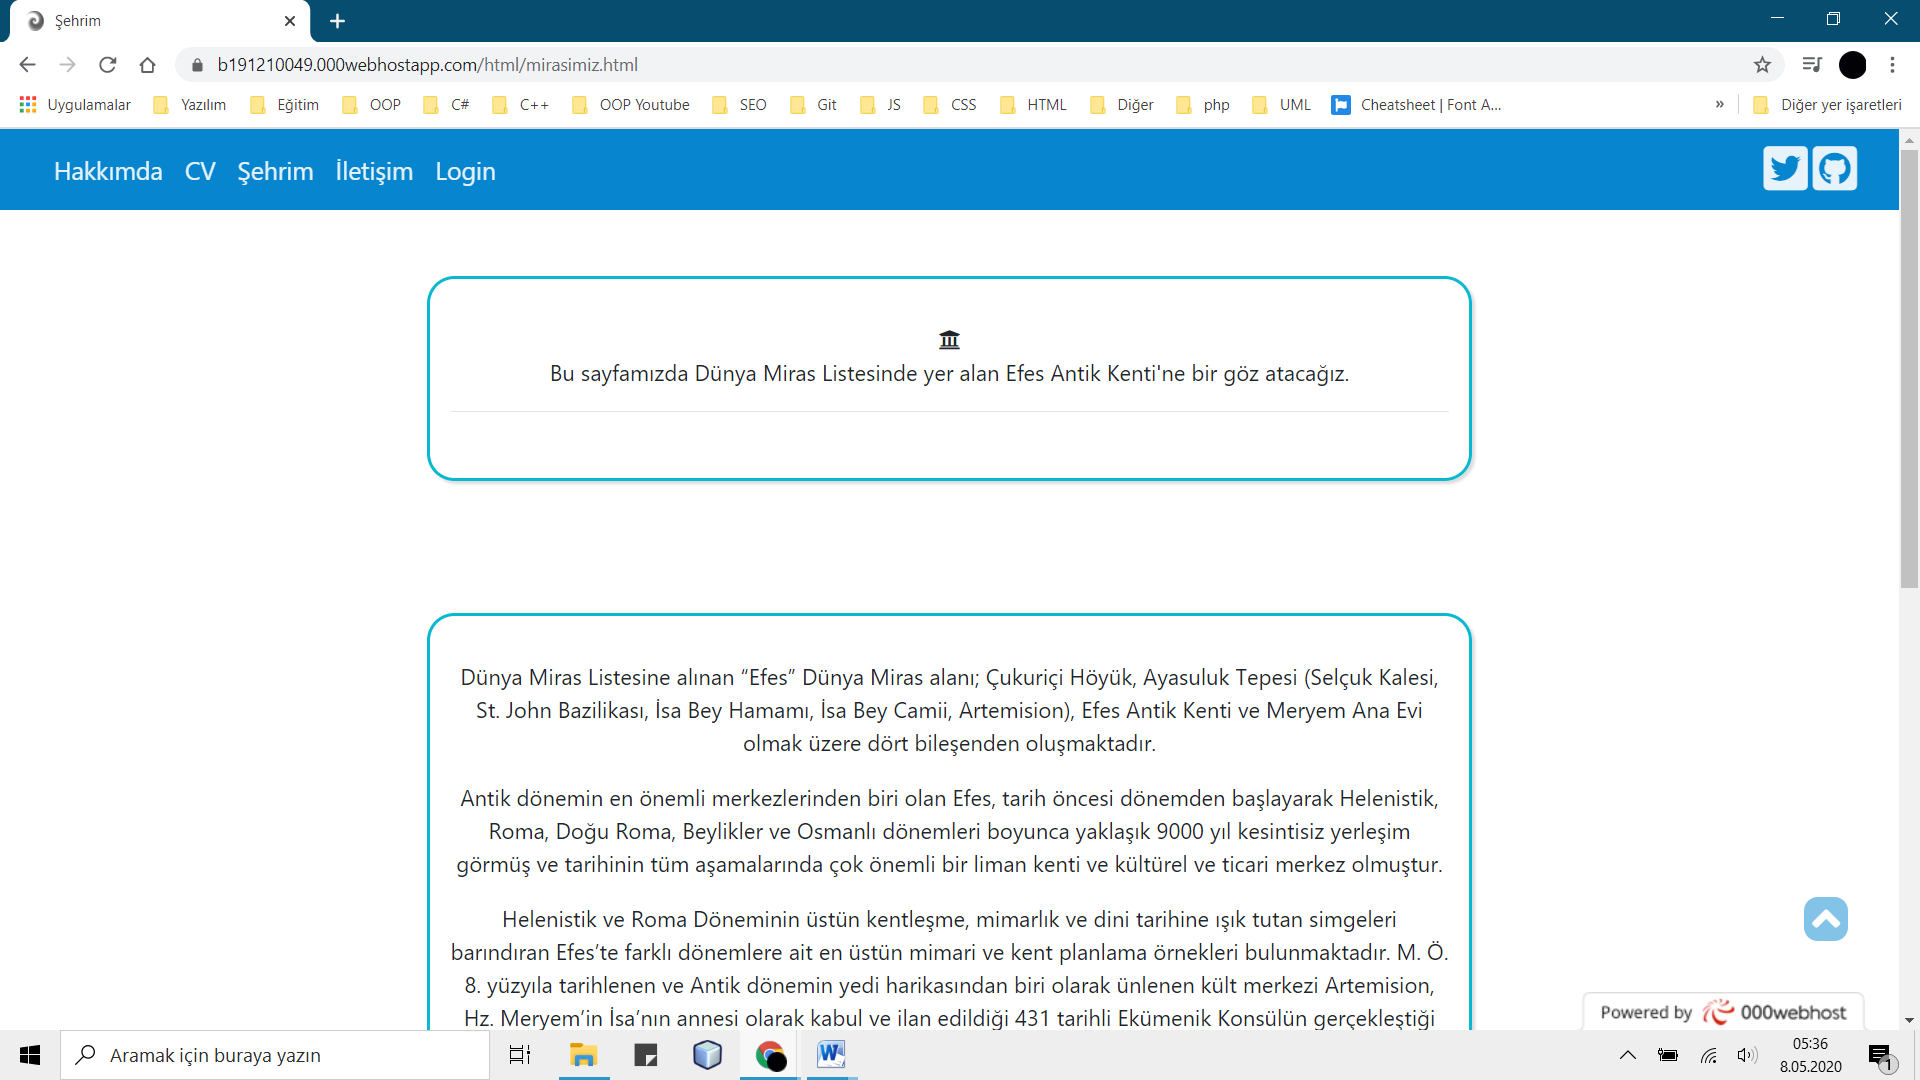 Şehrim
b191210049.000webhostapp.com/html/mirasimiz.html
Uygulamalar Yazılım Eğitim OOP C# C++ OOP Youtube SEO Git JS CSS HTML Diğer php UML Cheatsheet | Font A... » Diğer yer işaretleri
Hakkımda CV Şehrim İletişim Login
Bu sayfamızda Dünya Miras Listesinde yer alan Efes Antik Kenti'ne bir göz atacağız.
Dünya Miras Listesine alınan “Efes” Dünya Miras alanı; Çukuriçi Höyük, Ayasuluk Tepesi (Selçuk Kalesi,
St. John Bazilikası, İsa Bey Hamamı, İsa Bey Camii, Artemision), Efes Antik Kenti ve Meryem Ana Evi
olmak üzere dört bileşenden oluşmaktadır.
Antik dönemin en önemli merkezlerinden biri olan Efes, tarih öncesi dönemden başlayarak Helenistik,
Roma, Doğu Roma, Beylikler ve Osmanlı dönemleri boyunca yaklaşık 9000 yıl kesintisiz yerleşim
görmüş ve tarihinin tüm aşamalarında çok önemli bir liman kenti ve kültürel ve ticari merkez olmuştur.
Helenistik ve Roma Döneminin üstün kentleşme, mimarlık ve dini tarihine ışık tutan simgeleri
barındıran Efes’te farklı dönemlere ait en üstün mimari ve kent planlama örnekleri bulunmaktadır. M. Ö.
8. yüzyıla tarihlenen ve Antik dönemin yedi harikasından biri olarak ünlenen kült merkezi Artemision,
Hz. Meryem’in İsa’nın annesi olarak kabul ve ilan edildiği 431 tarihli Ekümenik Konsülün gerçekleştiği
Powered by 000webhost
Aramak için buraya yazın
05:36
8.05.2020
1